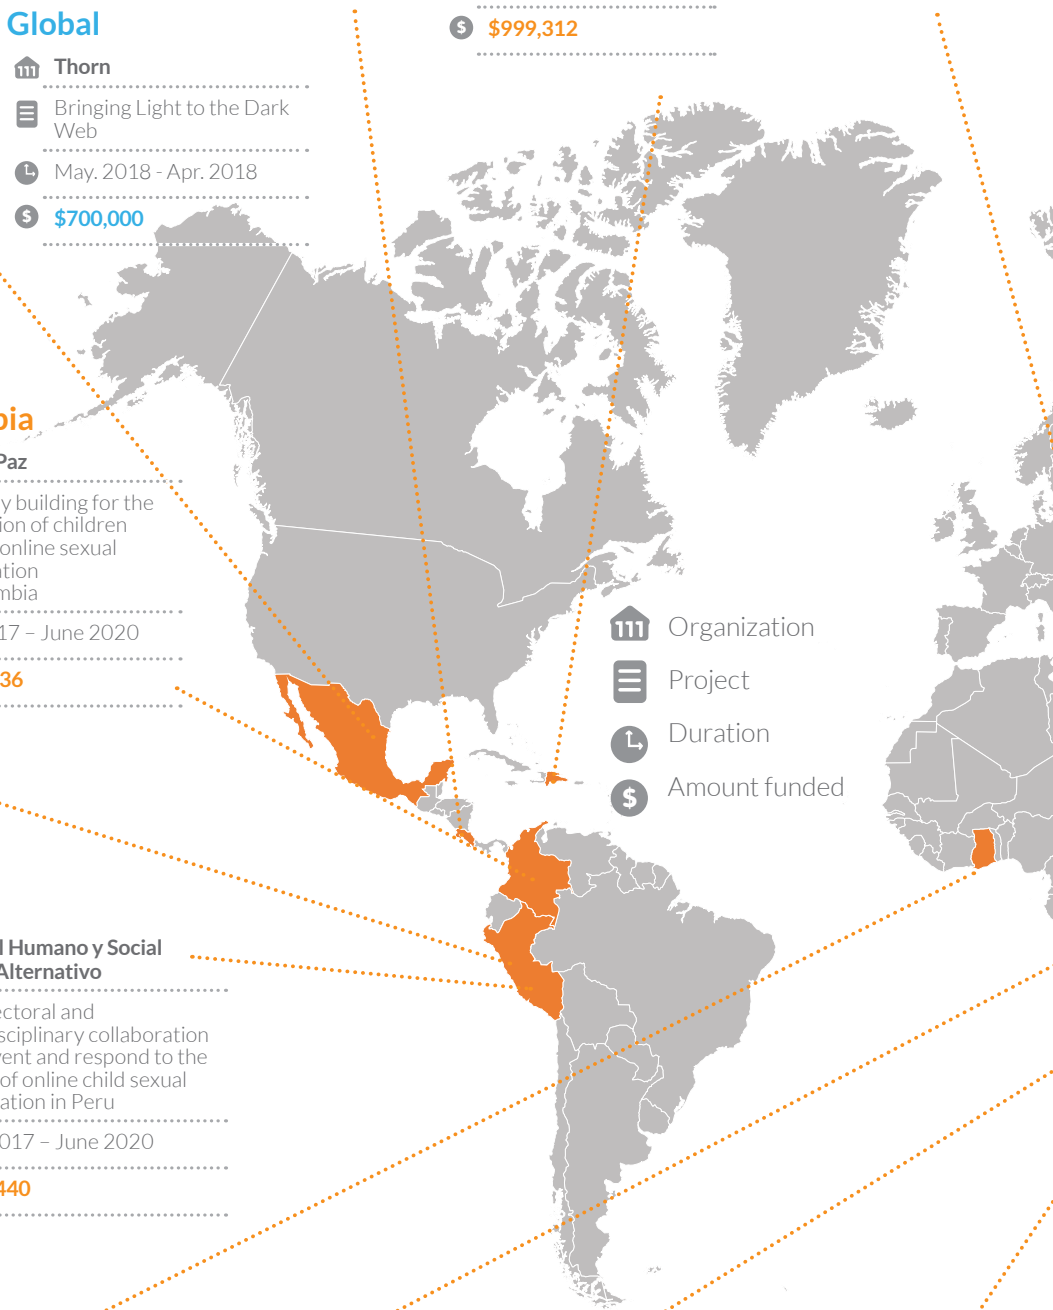 Global
Thorn
Bringing Light to the Dark
Web
May. 2018 - Apr. 2018
$700,000
$999,312
bia
Paz
y building for the
ion of children
online sexual
ation
mbia
17 – June 2020
36
Organization
Project
Duration
Amount funded
l Humano y Social
Alternativo
ectoral and
sciplinary collaboration
vent and respond to the
of online child sexual
ation in Peru
017 – June 2020
440